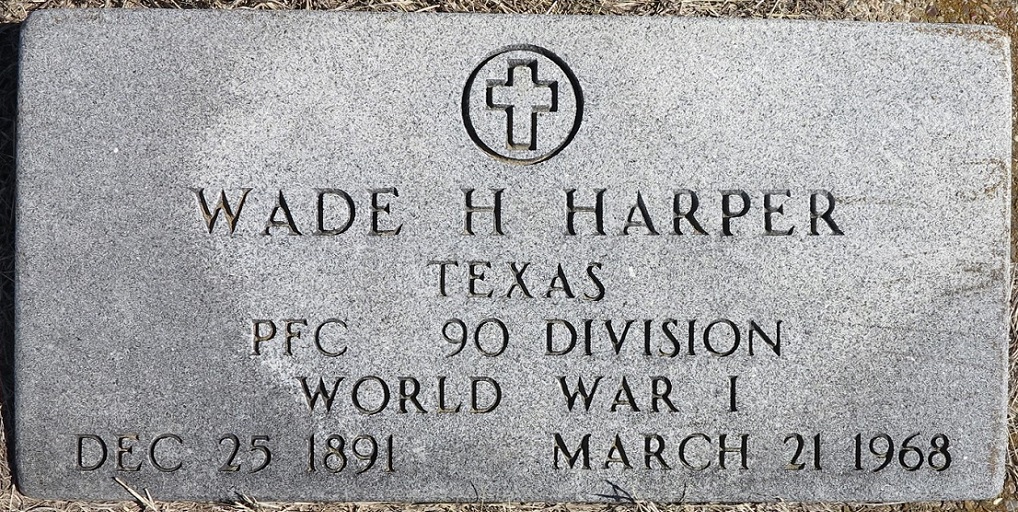 WADE H HARPER
TEXAS
PFC 90 DIVISION
WORLD WAR I
DEC 25 1891 MARCH 21 1968